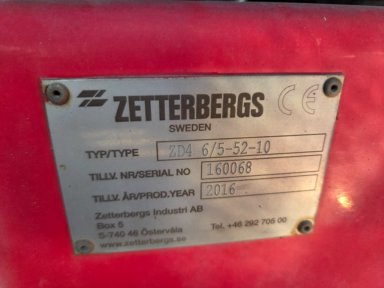 ZETTERBERGS CE
SWEDEN
TYP/TYPE ZD4 6/5-52-10
TILLV. NR/SERIAL NO 160068
TILLV. ÅR/PROD.YEAR 2016
Zetterbergs Industri AB
Box 5 Tel. +46 292 705 00
S-740 46 Östervåla
www.zetterbergs.se